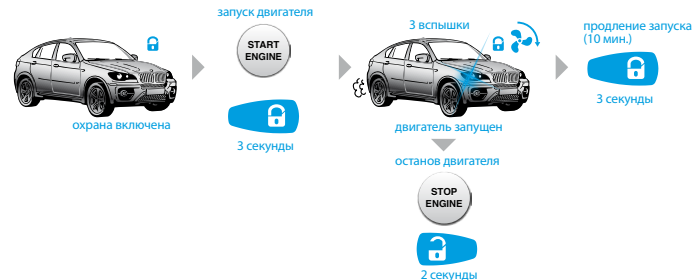 запуск двигателя
START
ENGINE
3 секунды
охрана включена
3 вспышки
двигатель запущен
продление запуска
(10 мин.)
3 секунды
останов двигателя
STOP
ENGINE
2 секунды